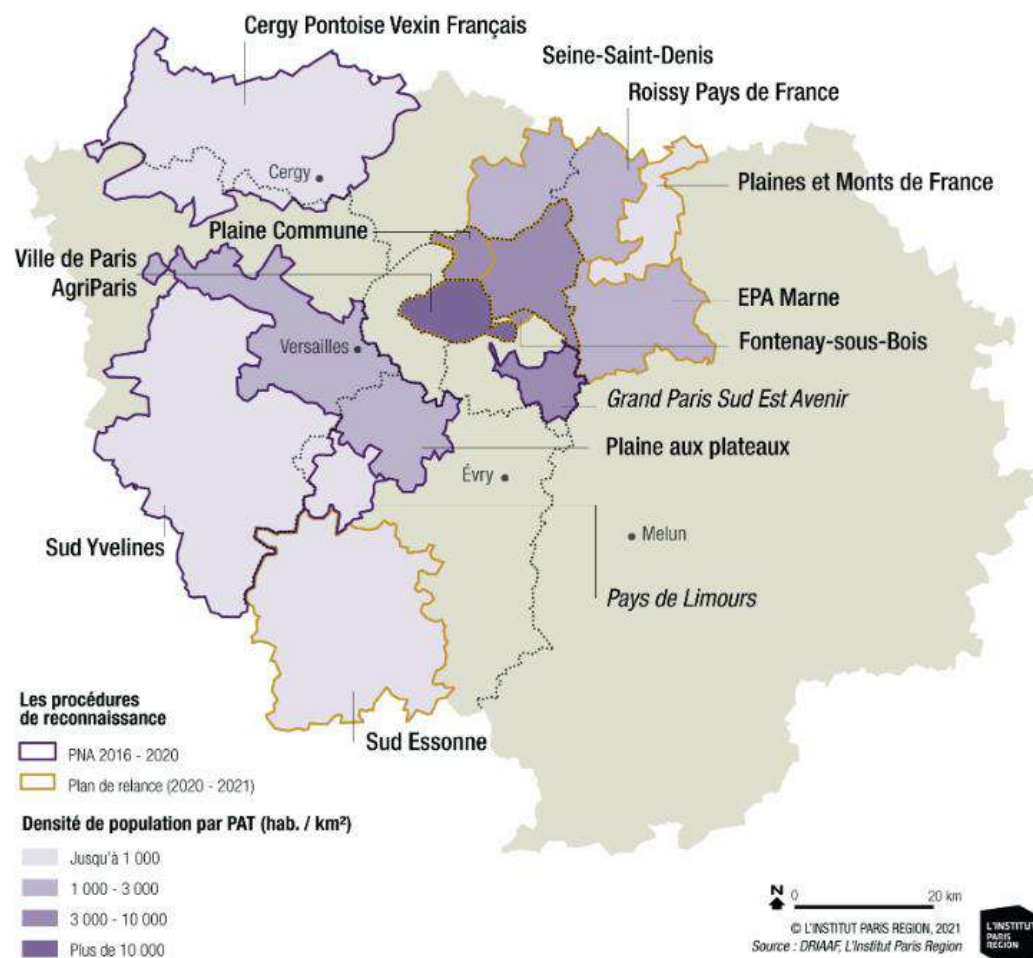 Cergy Pontoise Vexin Français
Seine-Saint-Denis
Roissy Pays de France
Cergy
Plaines et Monts de France
Plaine Commune
Ville de Paris
AgriParis
EPA Marne
Versailles
Fontenay-sous-Bois
Grand Paris Sud Est Avenir
Plaine aux plateaux
Évry
Melun
Sud Yvelines
Pays de Limours
Sud Essonne
Les procédures
de reconnaissance
PNA 2016 - 2020
Plan de relance (2020 - 2021)
Densité de population par PAT (hab. / km²)
Jusqu'à 1 000
1 000 - 3 000
3 000 - 10 000
Plus de 10 000
N 0 20 km
© L'INSTITUT PARIS REGION, 2021
Source : DRIAAF, L'Institut Paris Region
L'INSTITUT
PARIS
REGION